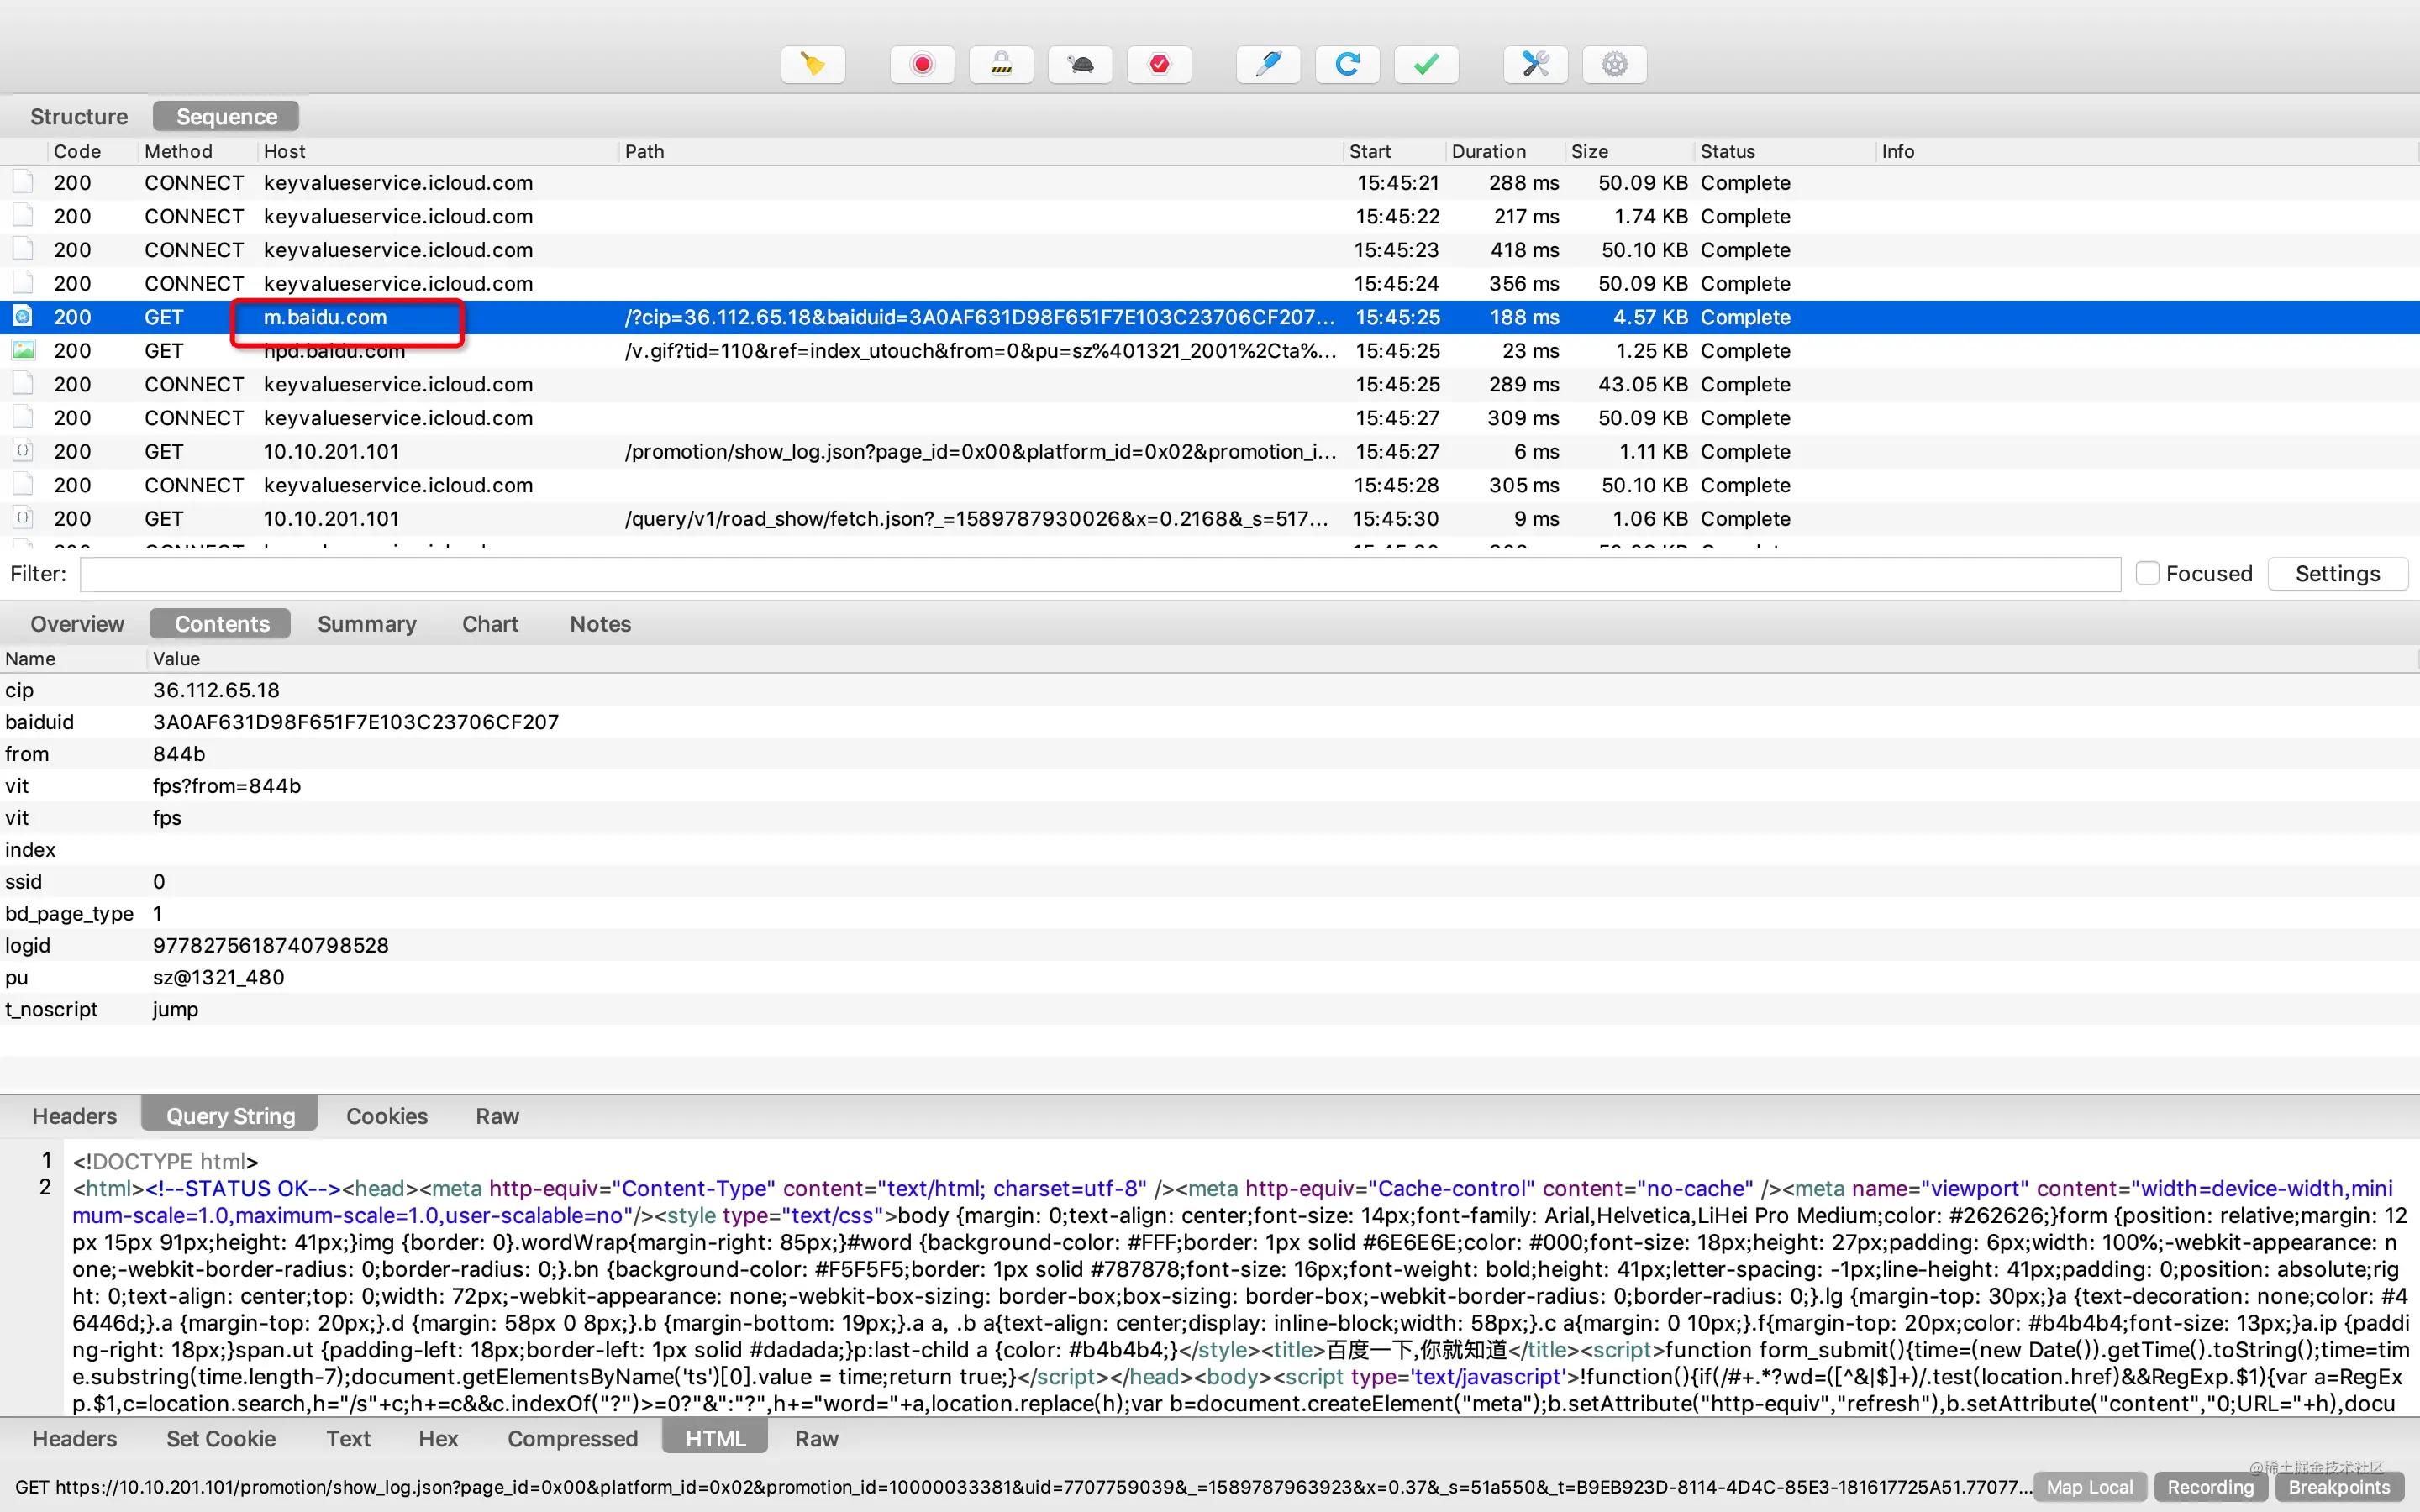 Structure Sequence
Code Method Host Path Start Duration Size Status Info
200 CONNECT keyvalueservice.icloud.com 15:45:21 288 ms 50.09 KB Complete
200 CONNECT keyvalueservice.icloud.com 15:45:22 217 ms 1.74 KB Complete
200 CONNECT keyvalueservice.icloud.com 15:45:23 418 ms 50.10 KB Complete
200 CONNECT keyvalueservice.icloud.com 15:45:24 356 ms 50.09 KB Complete
200 GET m.baidu.com /?cip=36.112.65.18&baiduid=3A0AF631D98F651F7E103C23706CF207... 15:45:25 188 ms 4.57 KB Complete
200 GET hpd.baidu.com /v.gif?tid=110&ref=index_utouch&from=0&pu=sz%401321_2001%2Cta%... 15:45:25 23 ms 1.25 KB Complete
200 CONNECT keyvalueservice.icloud.com 15:45:25 289 ms 43.05 KB Complete
200 CONNECT keyvalueservice.icloud.com 15:45:27 309 ms 50.09 KB Complete
200 GET 10.10.201.101 /promotion/show_log.json?page_id=0x00&platform_id=0x02&promotion_i... 15:45:27 6 ms 1.11 KB Complete
200 CONNECT keyvalueservice.icloud.com 15:45:28 305 ms 50.10 KB Complete
200 GET 10.10.201.101 /query/v1/road_show/fetch.json?_=1589787930026&x=0.2168&_s=517... 15:45:30 9 ms 1.06 KB Complete
Filter: Focused Settings
Overview Contents Summary Chart Notes
Name Value
cip 36.112.65.18
baiduid 3A0AF631D98F651F7E103C23706CF207
from 844b
vit fps?from=844b
vit fps
index
ssid 0
bd_page_type 1
logid 9778275618740798528
pu sz@1321_480
t_noscript jump
Headers Query String Cookies Raw
1 <!DOCTYPE html>
2 <html><!--STATUS OK--><head><meta http-equiv="Content-Type" content="text/html; charset=utf-8" /><meta http-equiv="Cache-control" content="no-cache" /><meta name="viewport" content="width=device-width,mini
mum-scale=1.0,maximum-scale=1.0,user-scalable=no"/><style type="text/css">body {margin: 0;text-align: center;font-size: 14px;font-family: Arial,Helvetica,LiHei Pro Medium;color: #262626;}form {position: relative;margin: 12
px 15px 91px;height: 41px;}img {border: 0}.wordWrap{margin-right: 85px;}#word {background-color: #FFF;border: 1px solid #6E6E6E;color: #000;font-size: 18px;height: 27px;padding: 6px;width: 100%;-webkit-appearance: n
one;-webkit-border-radius: 0;border-radius: 0;}.bn {background-color: #F5F5F5;border: 1px solid #787878;font-size: 16px;font-weight: bold;height: 41px;letter-spacing: -1px;line-height: 41px;padding: 0;position: absolute;rig
ht: 0;text-align: center;top: 0;width: 72px;-webkit-appearance: none;-webkit-box-sizing: border-box;box-sizing: border-box;-webkit-border-radius: 0;border-radius: 0;}.lg {margin-top: 30px;}a {text-decoration: none;color: #4
6446d;}.a {margin-top: 20px;}.d {margin: 58px 0 8px;}.b {margin-bottom: 19px;}.a a, .b a{text-align: center;display: inline-block;width: 58px;}.c a{margin: 0 10px;}.f{margin-top: 20px;color: #b4b4b4;font-size: 13px;}a.ip {paddi
ng-right: 18px;}span.ut {padding-left: 18px;border-left: 1px solid #dadada;}p:last-child a {color: #b4b4b4;}</style><title>百度一下,你就知道</title><script>function form_submit(){time=(new Date()).getTime().toString();time=tim
e.substring(time.length-7);document.getElementsByName('ts')[0].value = time;return true;}</script></head><body><script type='text/javascript'>!function(){if(/#+.*?wd=([^&|$]+)/.test(location.href)&&RegExp.$1){var a=RegEx
p.$1,c=location.search,h="/s"+c;h+=c&&c.indexOf("?")>=0?"&":"?",h+="word="+a,location.replace(h);var b=document.createElement("meta");b.setAttribute("http-equiv","refresh"),b.setAttribute("content","0;URL="+h),docu
Headers Set Cookie Text Hex Compressed HTML Raw
@稀土掘金技术社区
GET https://10.10.201.101/promotion/show_log.json?page_id=0x00&platform_id=0x02&promotion_id=10000033381&uid=7707759039&_=1589787963923&x=0.37&_s=51a550&_t=B9EB923D-8114-4D4C-85E3-181617725A51.77077... Map Local Recording Breakpoints